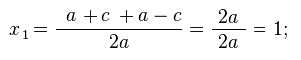 x₁ = (a + c + a − c) / 2a = 2a / 2a = 1;